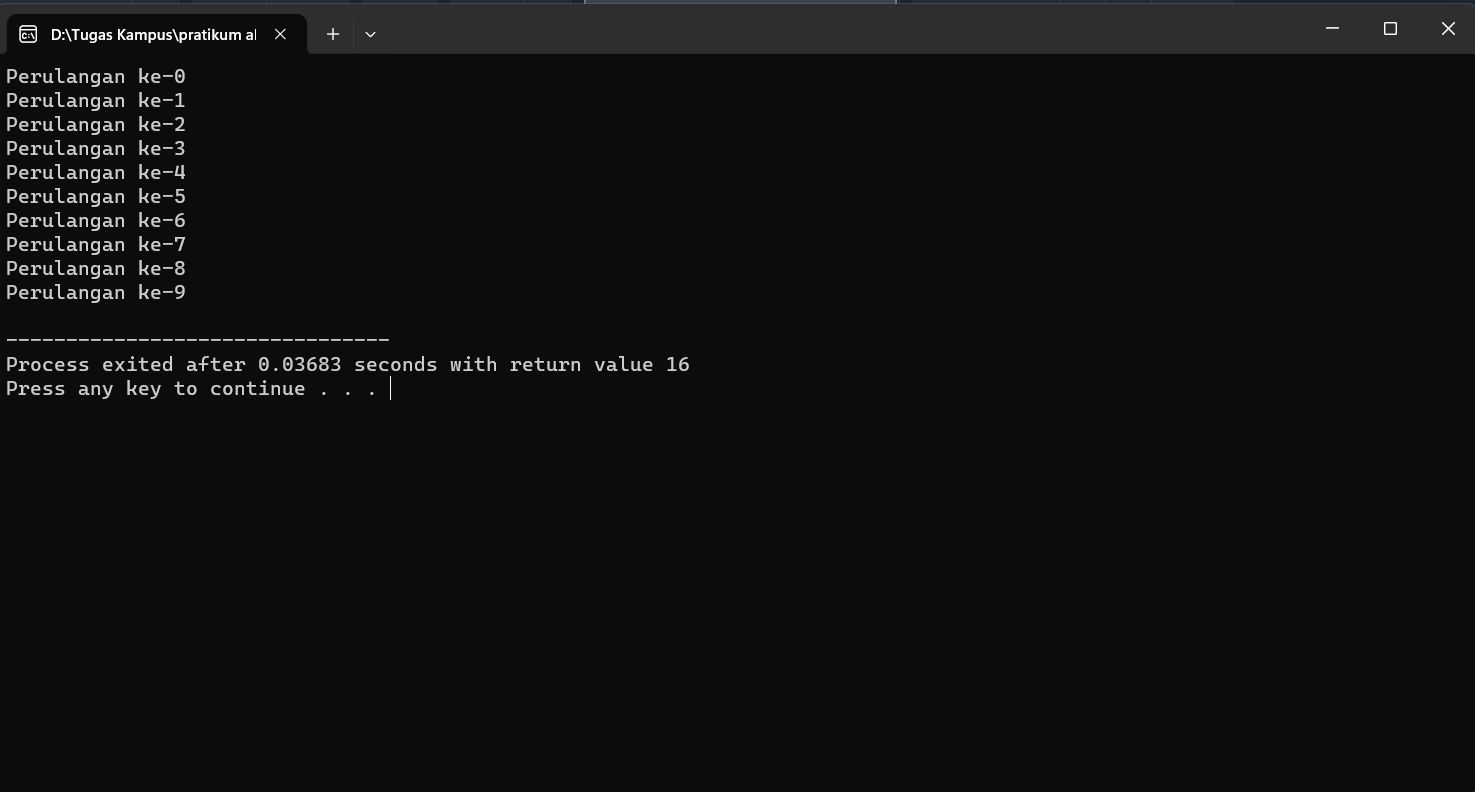 D:\Tugas Kampus\pratikum al
Perulangan ke-0
Perulangan ke-1
Perulangan ke-2
Perulangan ke-3
Perulangan ke-4
Perulangan ke-5
Perulangan ke-6
Perulangan ke-7
Perulangan ke-8
Perulangan ke-9
--------------------------------
Process exited after 0.03683 seconds with return value 16
Press any key to continue . . .